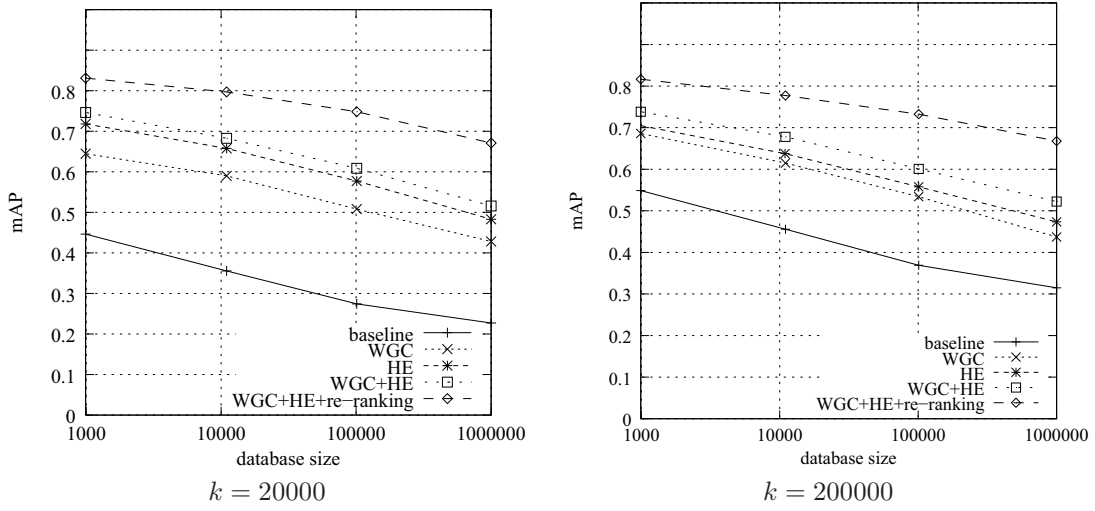 0.8
0.7
0.6
0.5
0.4
0.3
0.2
0.1
0
mAP
baseline
WGC
HE
WGC+HE
WGC+HE+re−ranking
1000 10000 100000 1000000
database size
k = 20000
0.8
0.7
0.6
0.5
0.4
0.3
0.2
0.1
0
mAP
baseline
WGC
HE
WGC+HE
WGC+HE+re−ranking
1000 10000 100000 1000000
database size
k = 200000